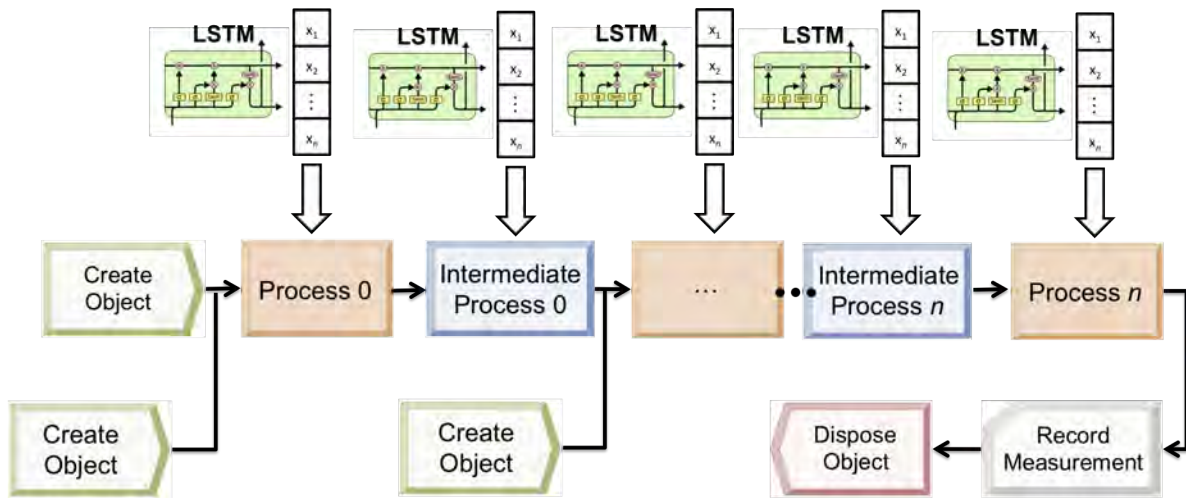 LSTM
x1
x2
⋮
xn
LSTM
x1
x2
⋮
xn
LSTM
x1
x2
⋮
xn
LSTM
x1
x2
⋮
xn
LSTM
x1
x2
⋮
xn
Create
Object
Process 0
Intermediate
Process 0
...
•••
Intermediate
Process n
Process n
Create
Object
Create
Object
Dispose
Object
Record
Measurement